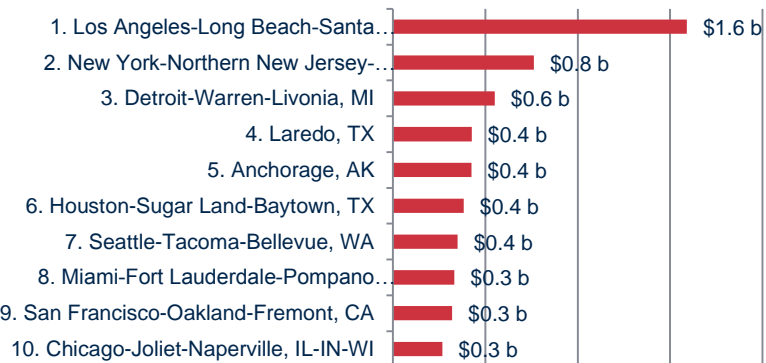 1. Los Angeles-Long Beach-Santa… $1.6 b
2. New York-Northern New Jersey-… $0.8 b
3. Detroit-Warren-Livonia, MI $0.6 b
4. Laredo, TX $0.4 b
5. Anchorage, AK $0.4 b
6. Houston-Sugar Land-Baytown, TX $0.4 b
7. Seattle-Tacoma-Bellevue, WA $0.4 b
8. Miami-Fort Lauderdale-Pompano… $0.3 b
9. San Francisco-Oakland-Fremont, CA $0.3 b
10. Chicago-Joliet-Naperville, IL-IN-WI $0.3 b